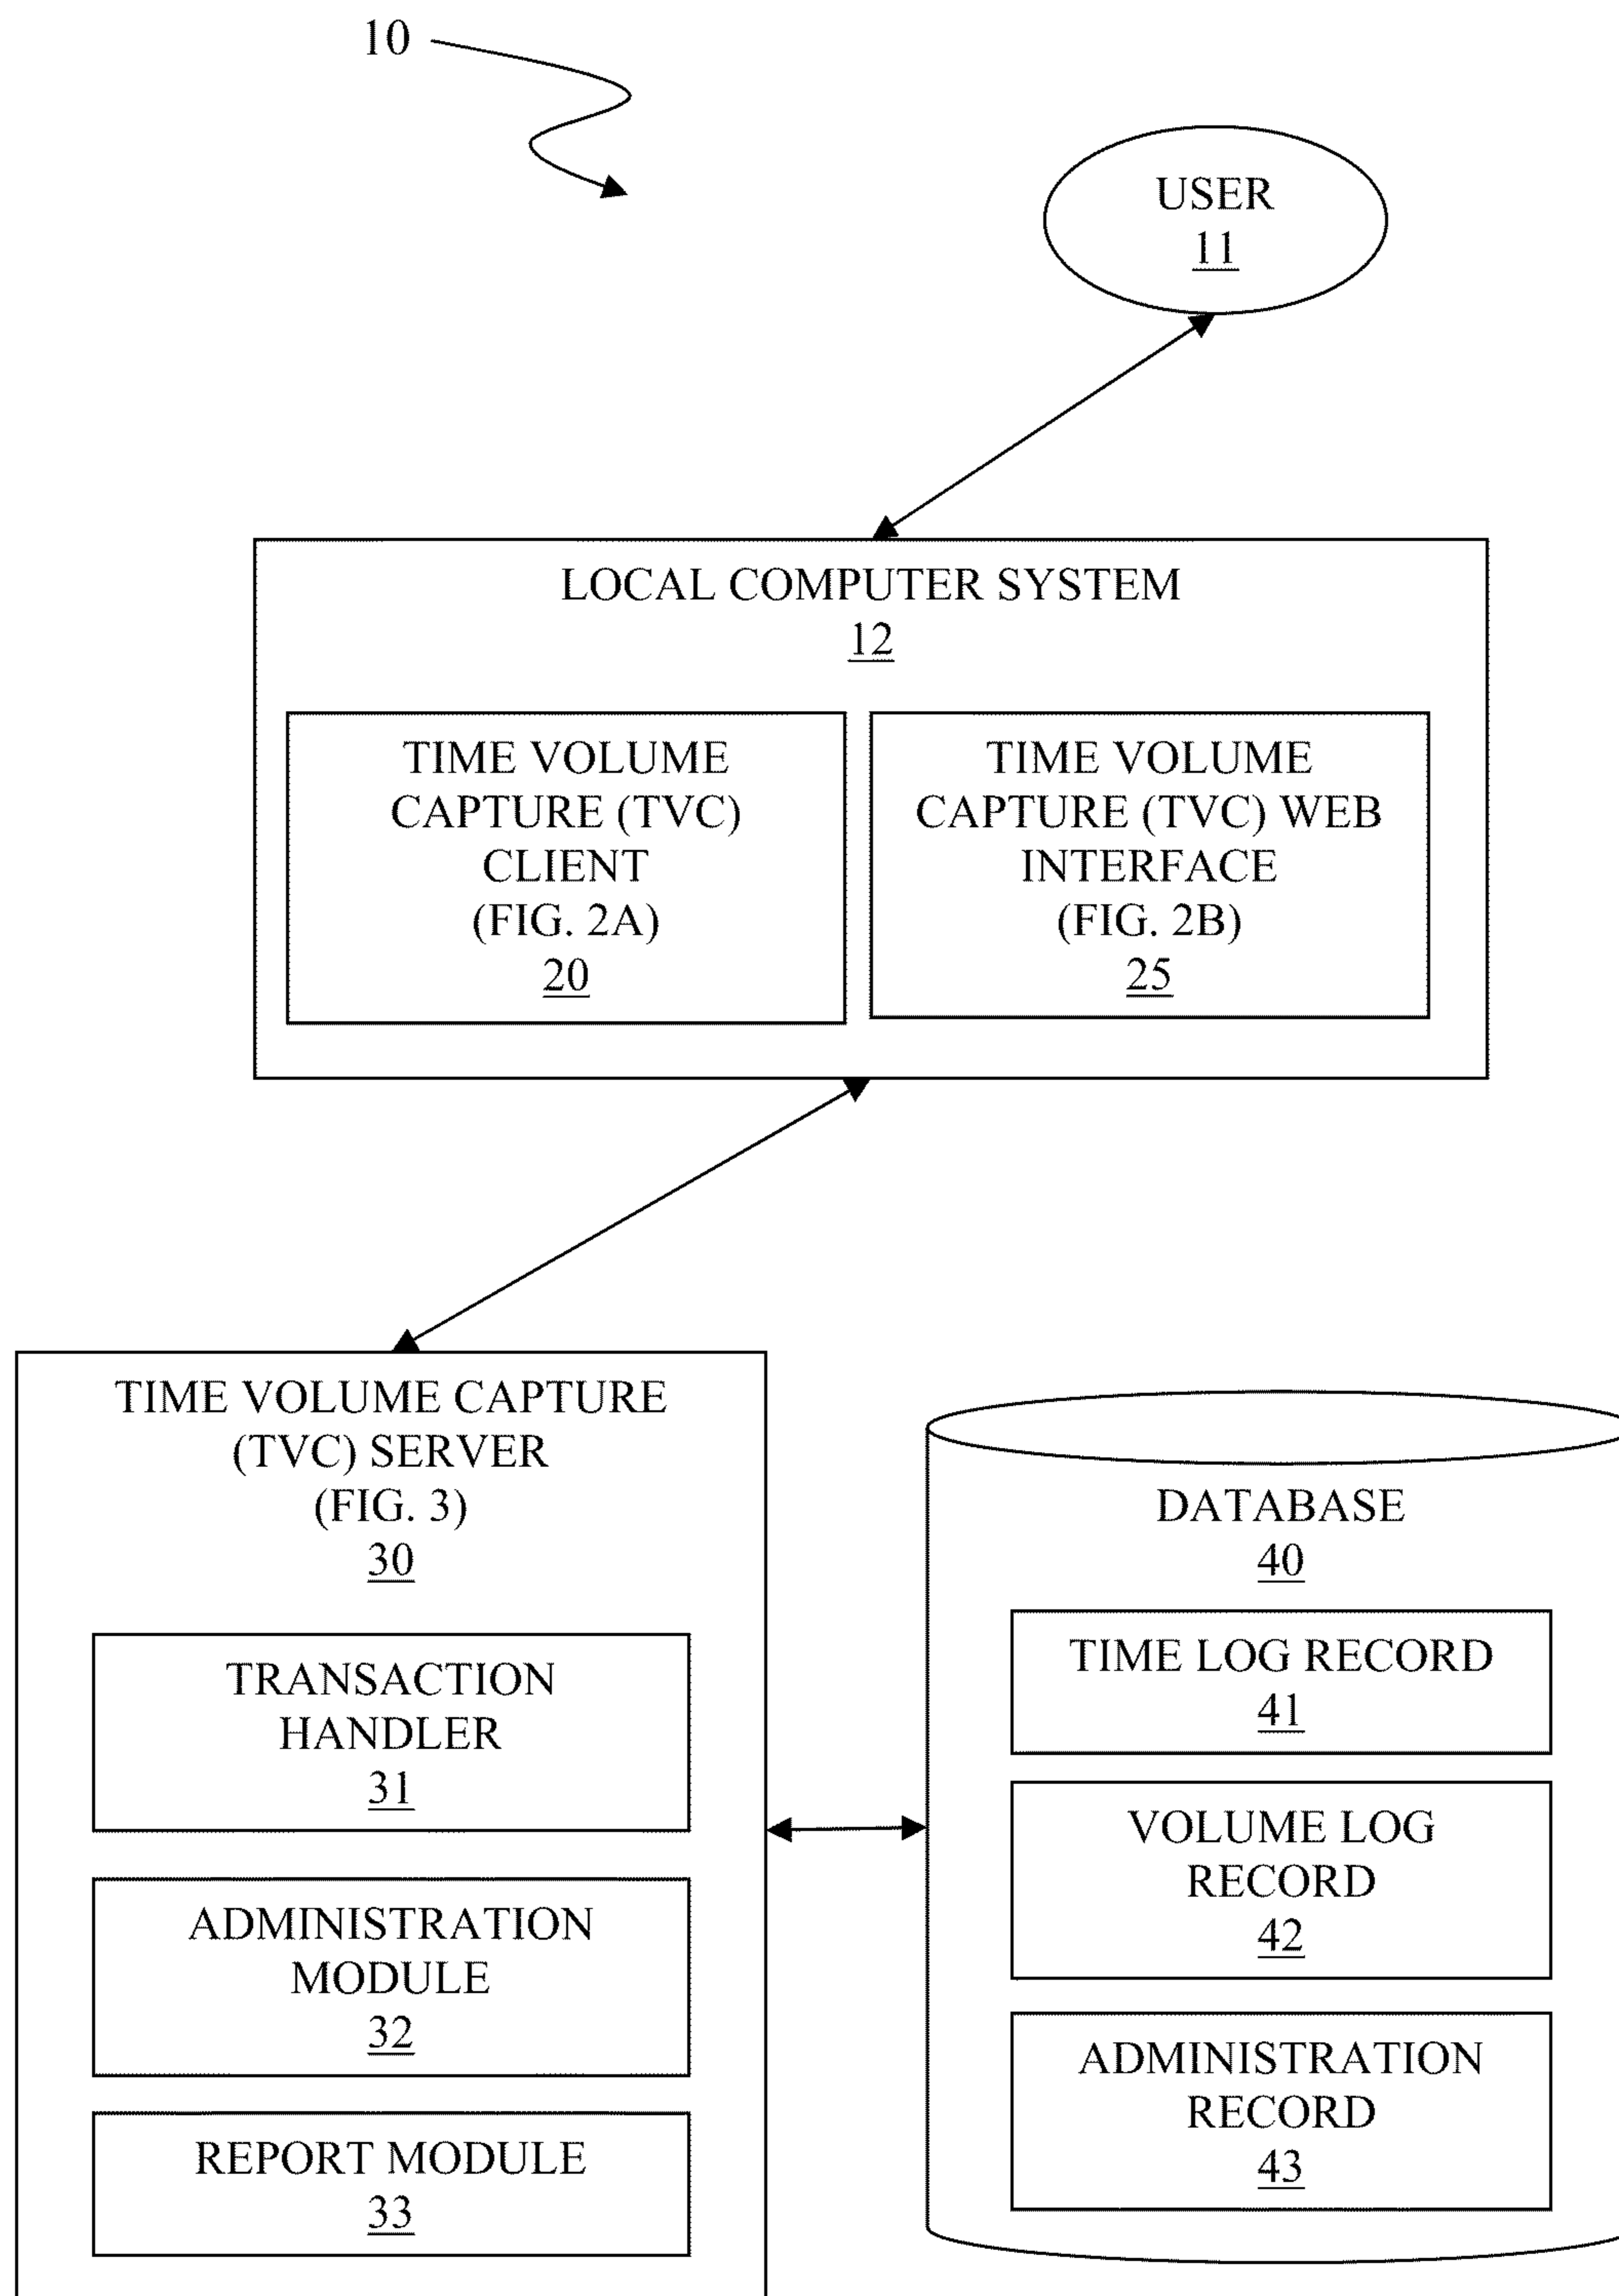 10
USER
11
LOCAL COMPUTER SYSTEM
12
TIME VOLUME
CAPTURE (TVC)
CLIENT
(FIG. 2A)
20
TIME VOLUME
CAPTURE (TVC) WEB
INTERFACE
(FIG. 2B)
25
TIME VOLUME CAPTURE
(TVC) SERVER
(FIG. 3)
30
TRANSACTION
HANDLER
31
ADMINISTRATION
MODULE
32
REPORT MODULE
33
DATABASE
40
TIME LOG RECORD
41
VOLUME LOG
RECORD
42
ADMINISTRATION
RECORD
43